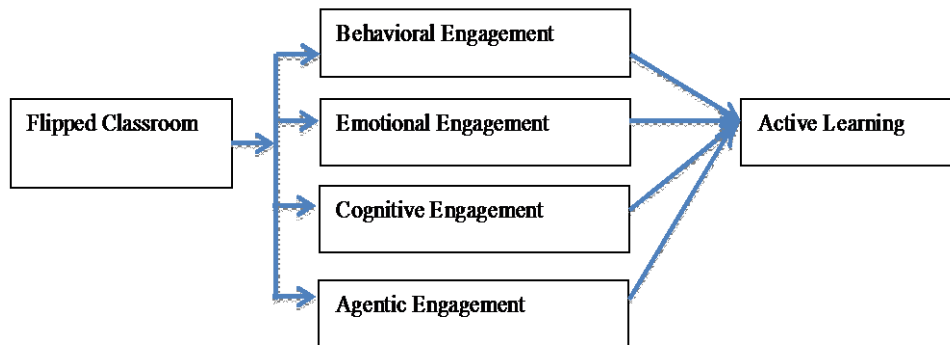 Behavioral Engagement
Flipped Classroom
Emotional Engagement
Active Learning
Cognitive Engagement
Agentic Engagement